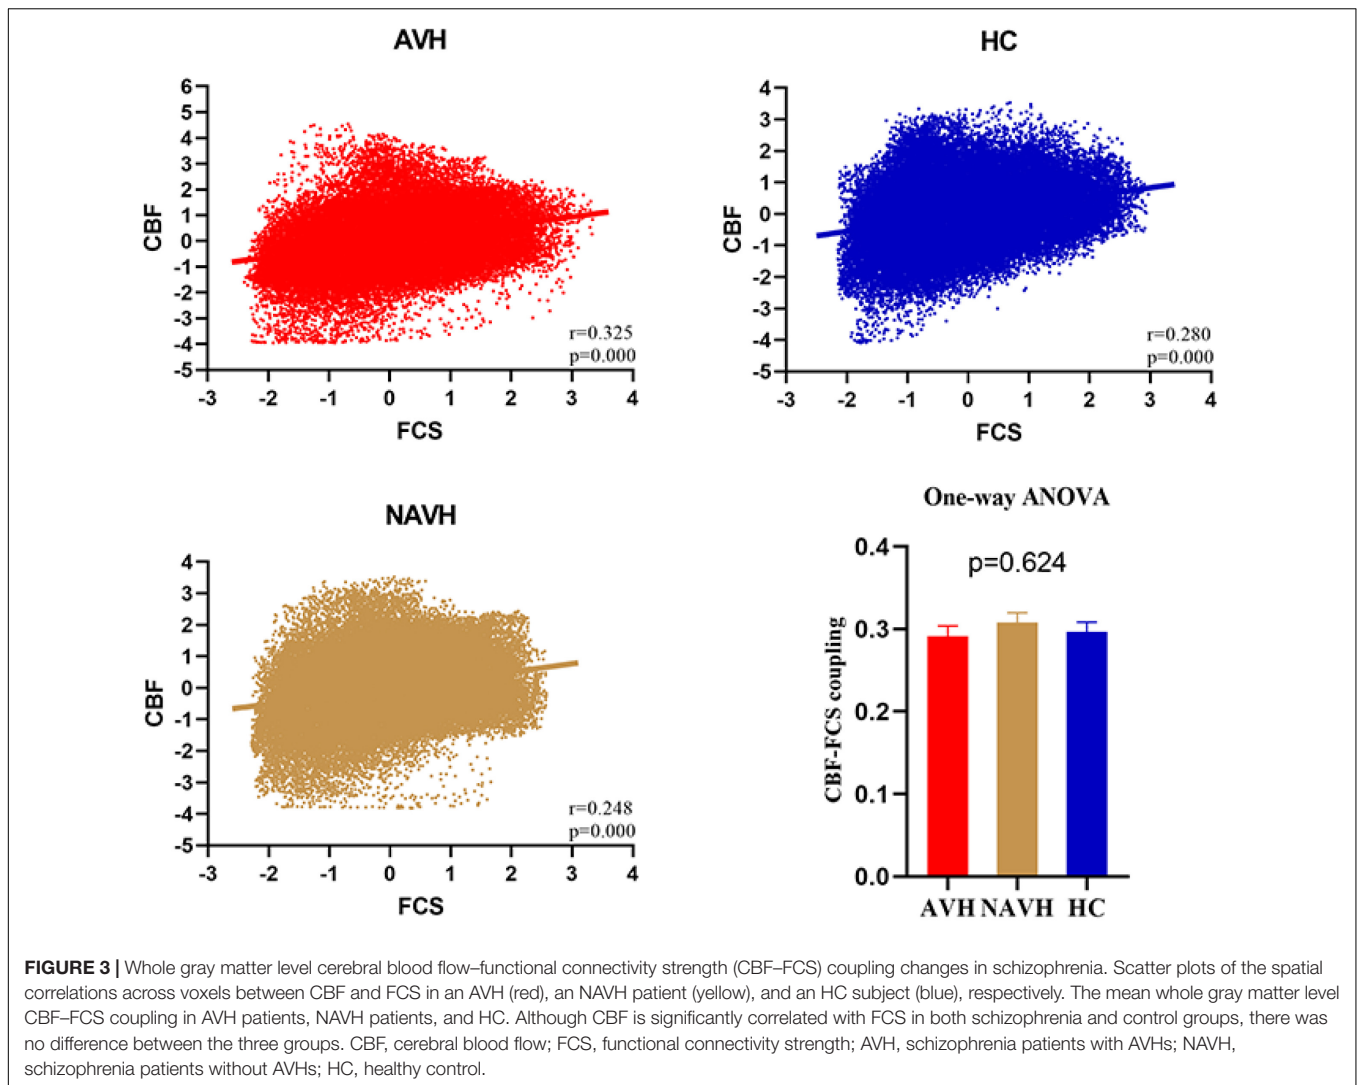 AVH
6
5
4
3
2
1
0
-1
-2
-3
-4
-5
CBF
r=0.325
p=0.000
-3 -2 -1 0 1 2 3 4
FCS
HC
4
3
2
1
0
-1
-2
-3
-4
-5
CBF
r=0.280
p=0.000
-3 -2 -1 0 1 2 3 4
FCS
NAVH
4
3
2
1
0
-1
-2
-3
-4
-5
CBF
r=0.248
p=0.000
-3 -2 -1 0 1 2 3 4
FCS
One-way ANOVA
p=0.624
0.4
0.3
0.2
0.1
0.0
CBF-FCS coupling
AVH NAVH HC
FIGURE 3 | Whole gray matter level cerebral blood flow–functional connectivity strength (CBF–FCS) coupling changes in schizophrenia. Scatter plots of the spatial
correlations across voxels between CBF and FCS in an AVH (red), an NAVH patient (yellow), and an HC subject (blue), respectively. The mean whole gray matter level
CBF–FCS coupling in AVH patients, NAVH patients, and HC. Although CBF is significantly correlated with FCS in both schizophrenia and control groups, there was
no difference between the three groups. CBF, cerebral blood flow; FCS, functional connectivity strength; AVH, schizophrenia patients with AVHs; NAVH,
schizophrenia patients without AVHs; HC, healthy control.